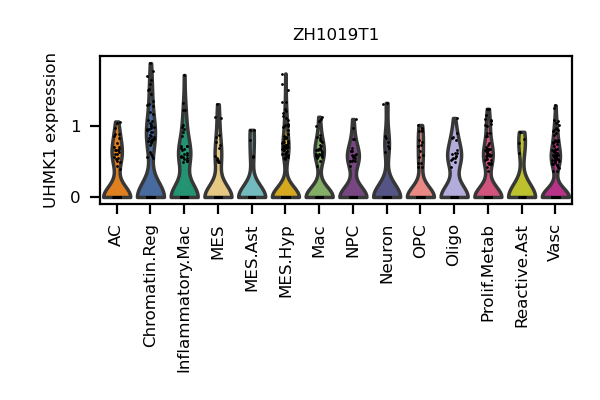 ZH1019T1
UHMK1 expression
1
0
AC
Chromatin.Reg
Inflammatory.Mac
MES
MES.Ast
MES.Hyp
Mac
NPC
Neuron
OPC
Oligo
Prolif.Metab
Reactive.Ast
Vasc